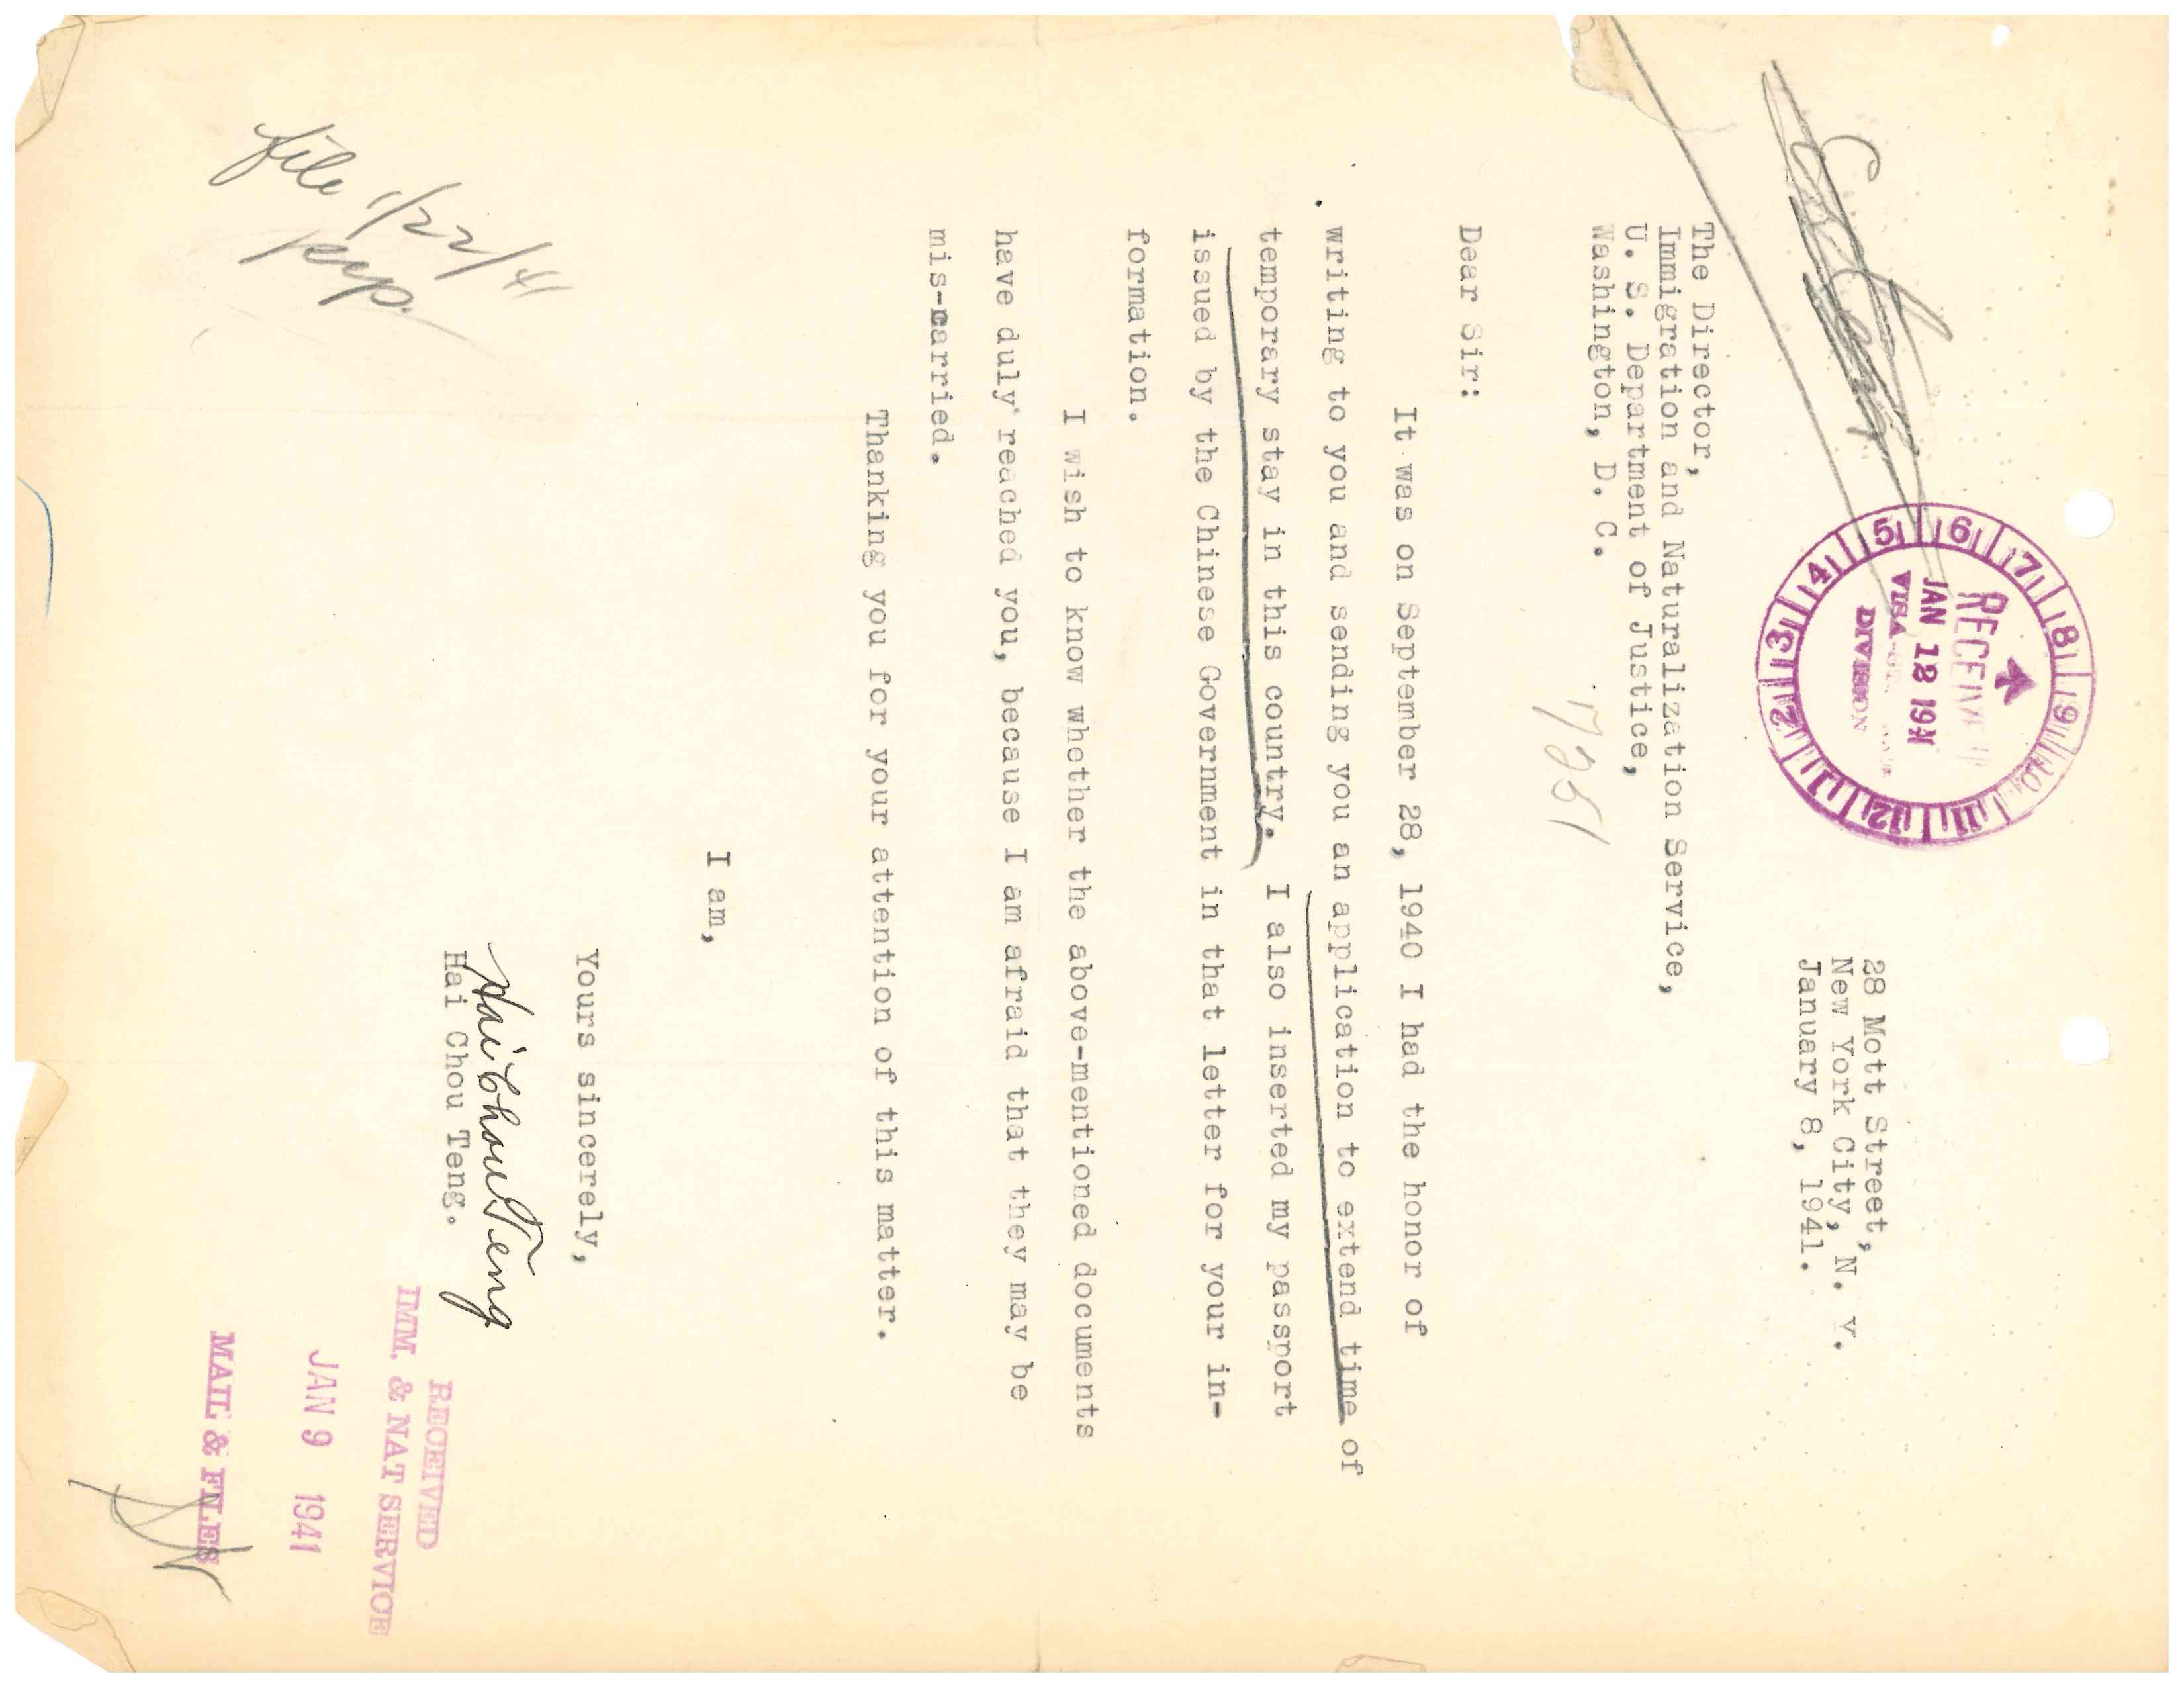 8 9 10 11 12 1 2 3 4 5 6 7
RECEIVED
JAN 12 1941
VISA-
DIVISION
28 Mott Street,
New York City, N. Y.
January 8, 1941.
The Director,
Immigration and Naturalization Service,
U. S. Department of Justice,
Washington, D. C.
7251
Dear Sir:
It was on September 28, 1940 I had the honor of
writing to you and sending you an application to extend time of
temporary stay in this country. I also inserted my passport
issued by the Chinese Government in that letter for your in-
formation.
I wish to know whether the above-mentioned documents
have duly reached you, because I am afraid that they may be
mis-carried.
Thanking you for your attention of this matter.
I am,
Yours sincerely,
Hai Chou Teng
Hai Chou Teng.
file 1/22/41
RECEIVED
IMM. & NAT SERVICE
JAN 9 1941
MAIL & FILES